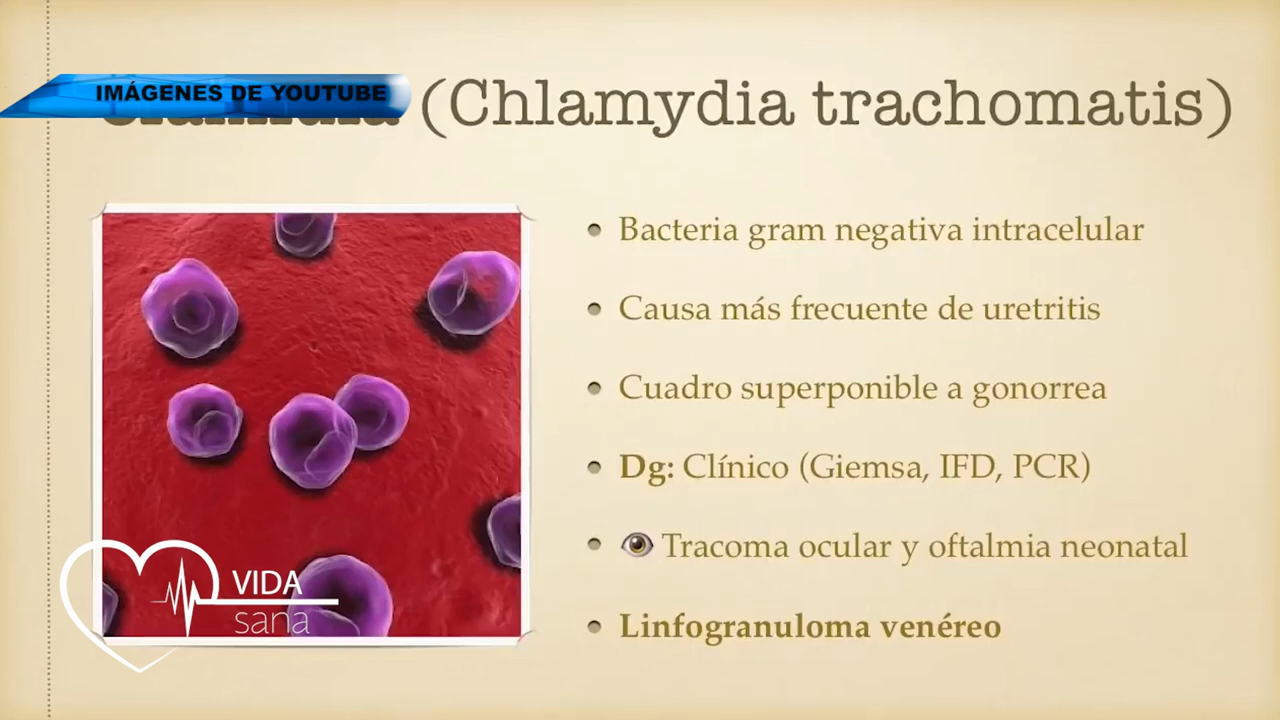 IMÁGENES DE YOUTUBE
(Chlamydia trachomatis)
Bacteria gram negativa intracelular
Causa más frecuente de uretritis
Cuadro superponible a gonorrea
Dg: Clínico (Giemsa, IFD, PCR)
Tracoma ocular y oftalmia neonatal
Linfogranuloma venéreo
VIDA
sana